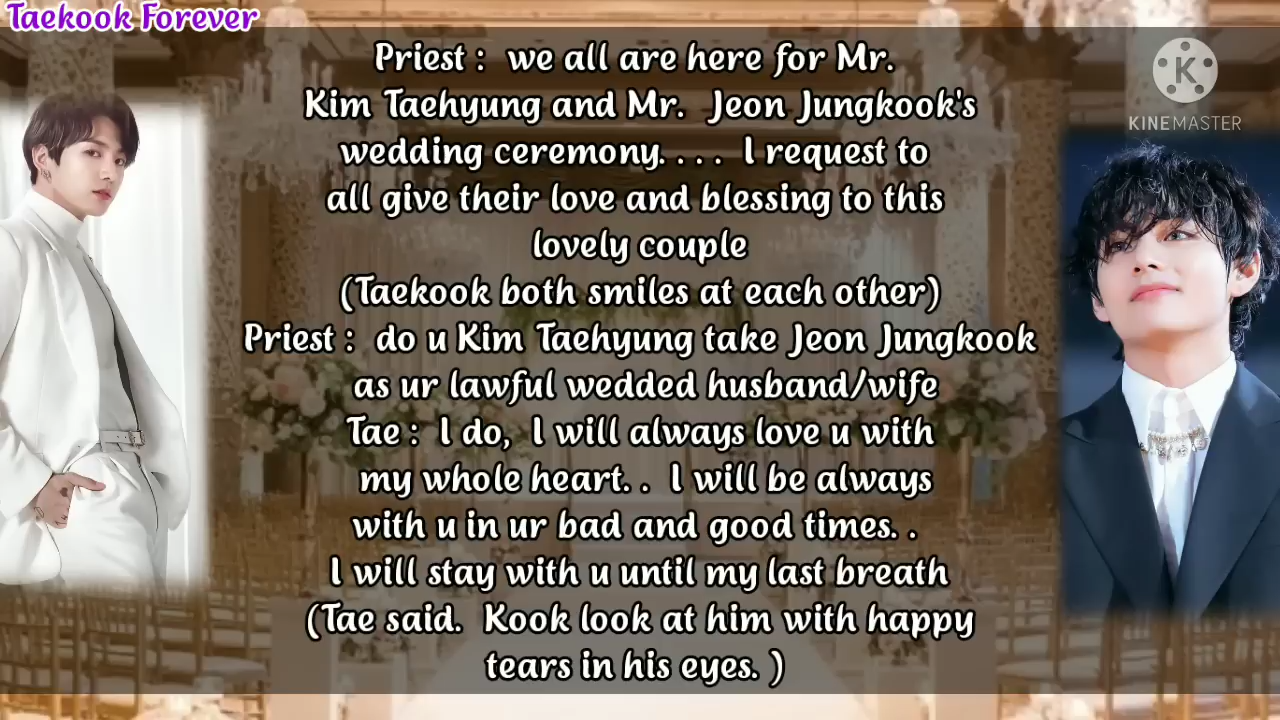 Taekook Forever
Priest : we all are here for Mr.
Kim Taehyung and Mr. Jeon Jungkook's
wedding ceremony. . . . I request to
all give their love and blessing to this
lovely couple
(Taekook both smiles at each other)
Priest : do u Kim Taehyung take Jeon Jungkook
as ur lawful wedded husband/wife
Tae : I do, I will always love u with
my whole heart. . I will be always
with u in ur bad and good times. .
I will stay with u until my last breath
(Tae said. Kook look at him with happy
tears in his eyes. )
K
KINEMASTER